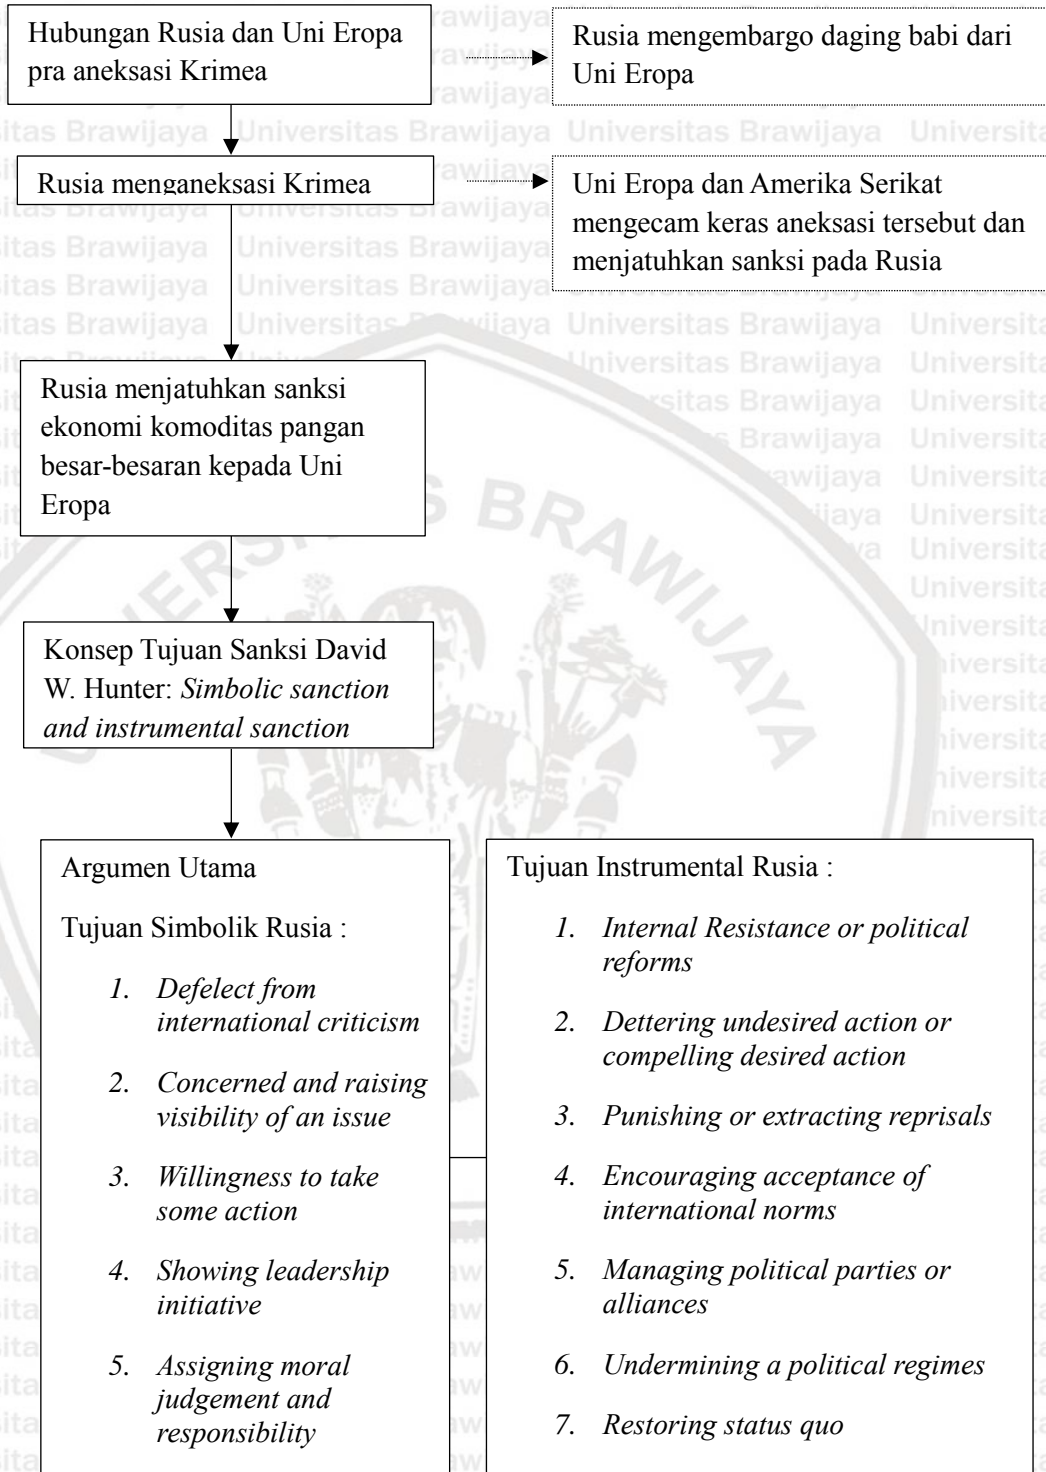 Hubungan Rusia dan Uni Eropa
pra aneksasi Krimea
Rusia mengembargo daging babi dari
Uni Eropa
Rusia menganeksasi Krimea
Uni Eropa dan Amerika Serikat
mengecam keras aneksasi tersebut dan
menjatuhkan sanksi pada Rusia
Rusia menjatuhkan sanksi
ekonomi komoditas pangan
besar-besaran kepada Uni
Eropa
Konsep Tujuan Sanksi David
W. Hunter: Simbolic sanction
and instrumental sanction
Argumen Utama
Tujuan Simbolik Rusia :
1. Defelect from
international criticism
2. Concerned and raising
visibility of an issue
3. Willingness to take
some action
4. Showing leadership
initiative
5. Assigning moral
judgement and
responsibility
Tujuan Instrumental Rusia :
1. Internal Resistance or political
reforms
2. Dettering undesired action or
compelling desired action
3. Punishing or extracting reprisals
4. Encouraging acceptance of
international norms
5. Managing political parties or
alliances
6. Undermining a political regimes
7. Restoring status quo
UNIVERSITAS BRAWIJAYA
Universitas Brawijaya Universitas Brawijaya